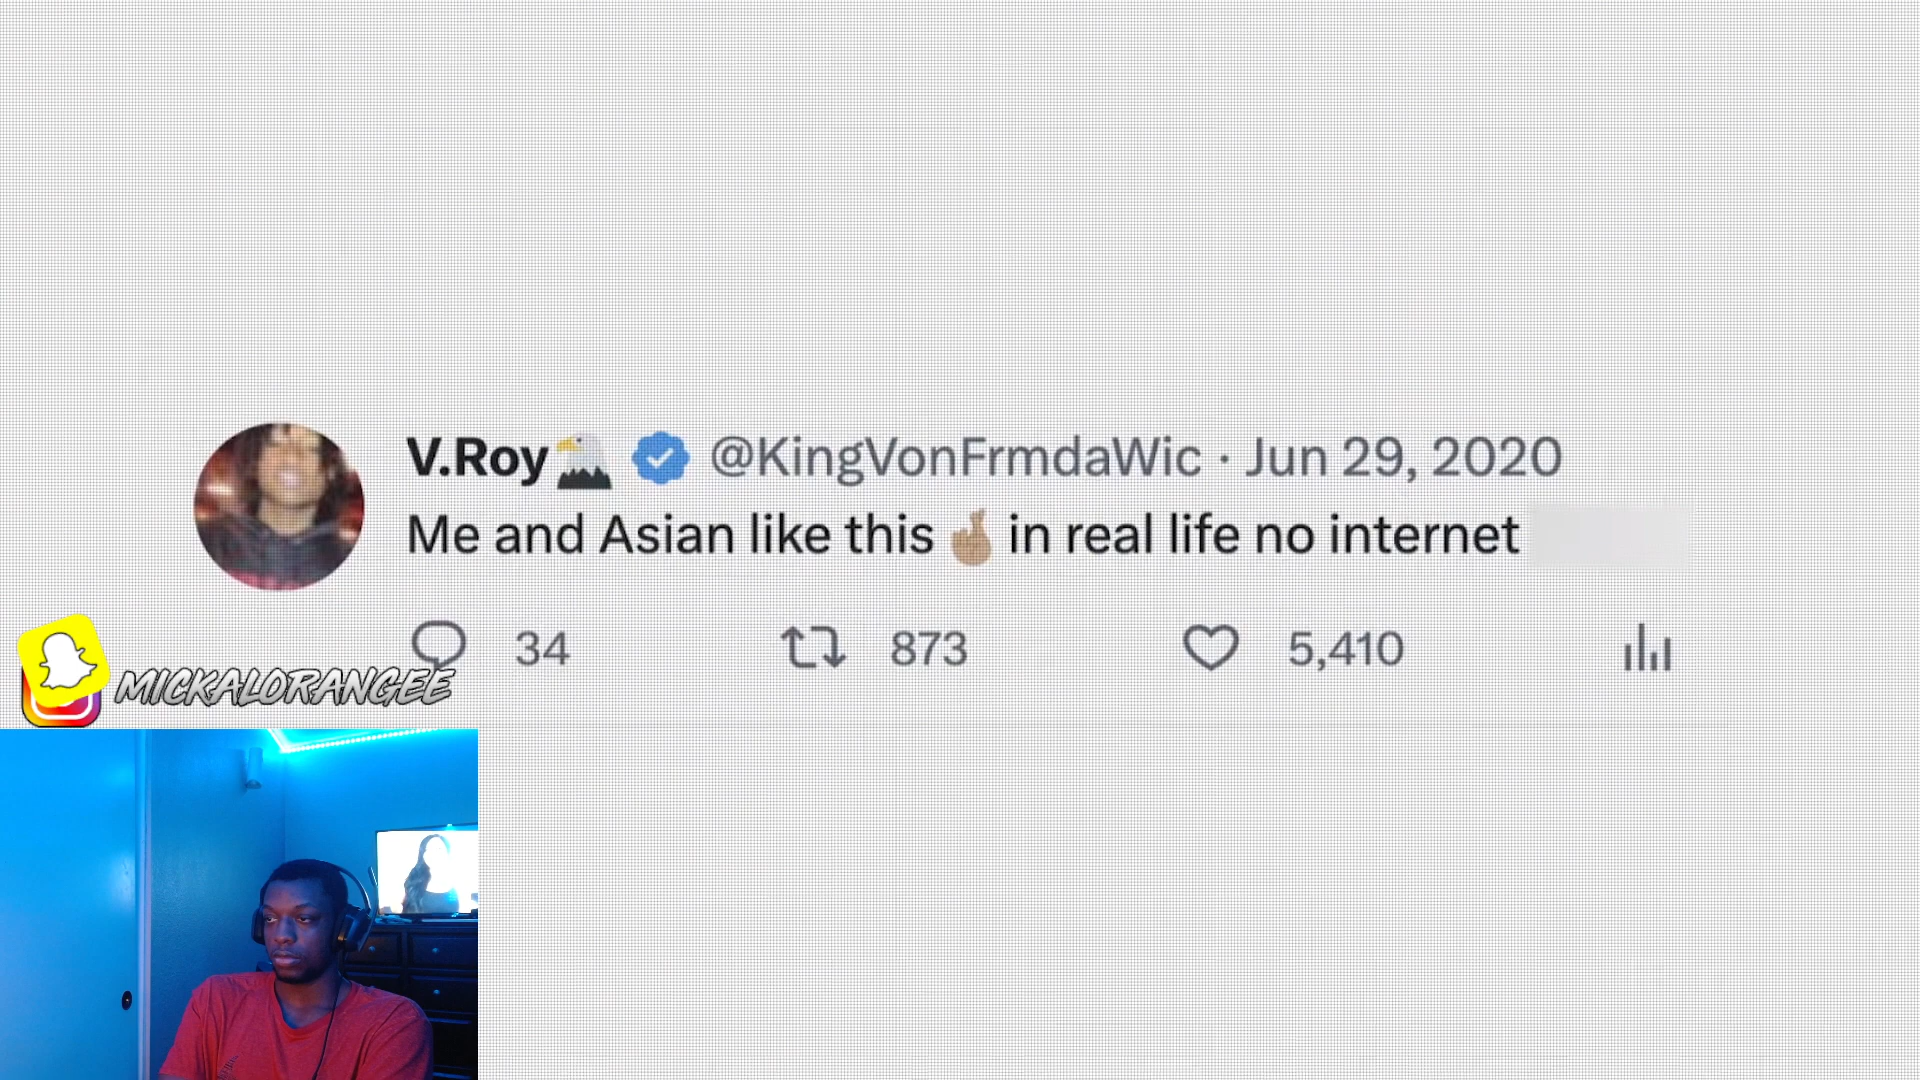 V.Roy🦅 @KingVonFrmdaWic · Jun 29, 2020
Me and Asian like this 🤞🏽 in real life no internet
34 873 5,410
MICKALORANGEE